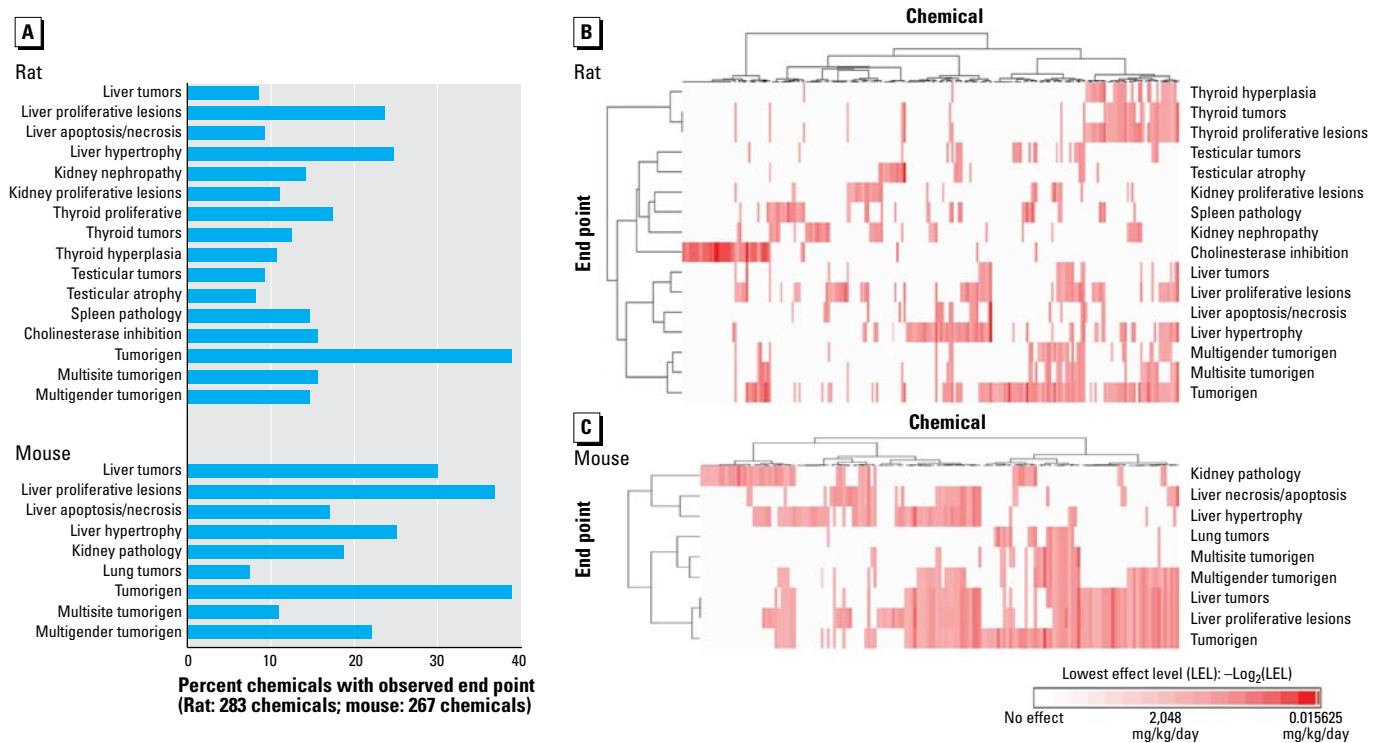 A
Rat
Liver tumors
Liver proliferative lesions
Liver apoptosis/necrosis
Liver hypertrophy
Kidney nephropathy
Kidney proliferative lesions
Thyroid proliferative
Thyroid tumors
Thyroid hyperplasia
Testicular tumors
Testicular atrophy
Spleen pathology
Cholinesterase inhibition
Tumorigen
Multisite tumorigen
Multigender tumorigen
Mouse
Liver tumors
Liver proliferative lesions
Liver apoptosis/necrosis
Liver hypertrophy
Kidney pathology
Lung tumors
Tumorigen
Multisite tumorigen
Multigender tumorigen
0 10 20 30 40
Percent chemicals with observed end point
(Rat: 283 chemicals; mouse: 267 chemicals)
B
Chemical
Rat
End point
Thyroid hyperplasia
Thyroid tumors
Thyroid proliferative lesions
Testicular tumors
Testicular atrophy
Kidney proliferative lesions
Spleen pathology
Kidney nephropathy
Cholinesterase inhibition
Liver tumors
Liver proliferative lesions
Liver apoptosis/necrosis
Liver hypertrophy
Multigender tumorigen
Multisite tumorigen
Tumorigen
C
Chemical
Mouse
End point
Kidney pathology
Liver necrosis/apoptosis
Liver hypertrophy
Lung tumors
Multisite tumorigen
Multigender tumorigen
Liver tumors
Liver proliferative lesions
Tumorigen
Lowest effect level (LEL): –Log₂(LEL)
No effect 2,048 0.015625
mg/kg/day mg/kg/day